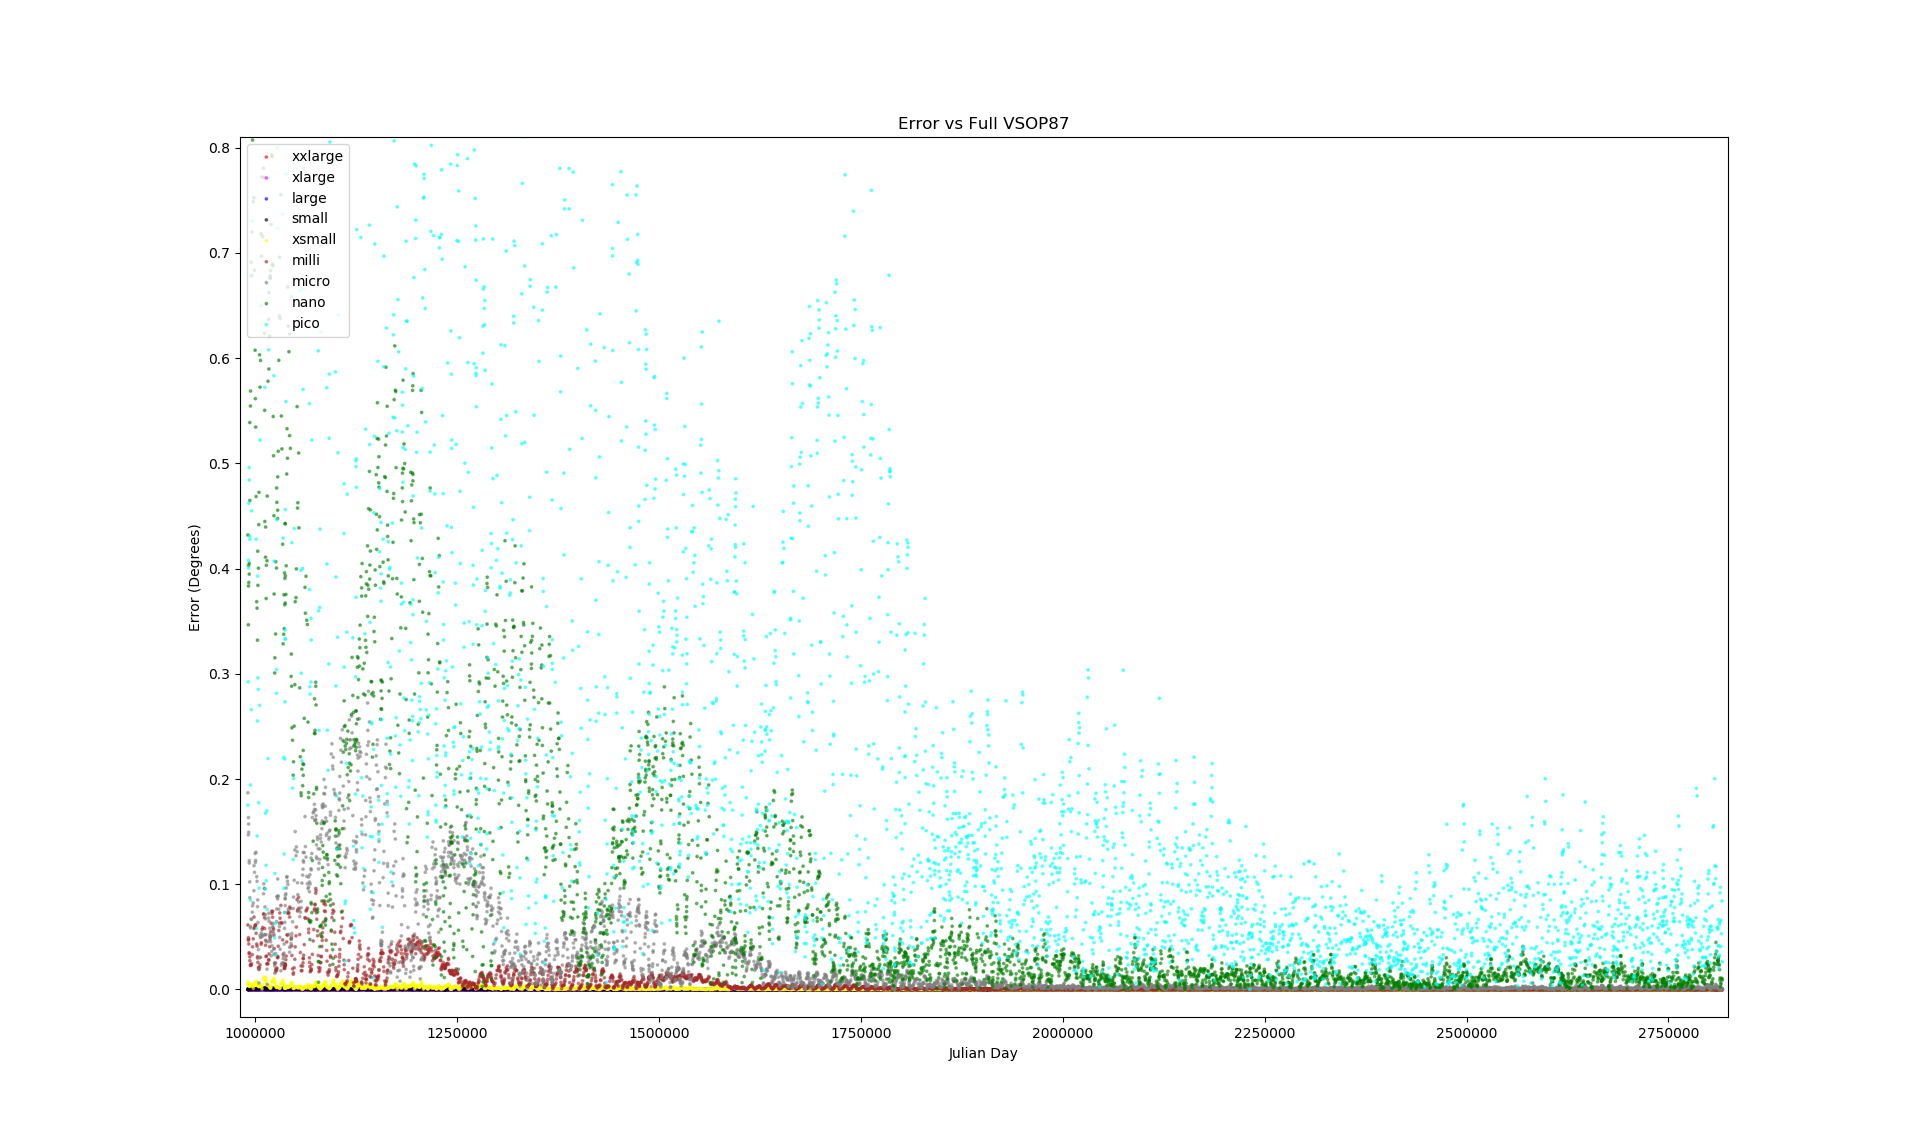 Error vs Full VSOP87
0.8
0.7
0.6
0.5
0.4
0.3
0.2
0.1
0.0
Error (Degrees)
xxlarge
xlarge
large
small
xsmall
milli
micro
nano
pico
1000000 1250000 1500000 1750000 2000000 2250000 2500000 2750000
Julian Day